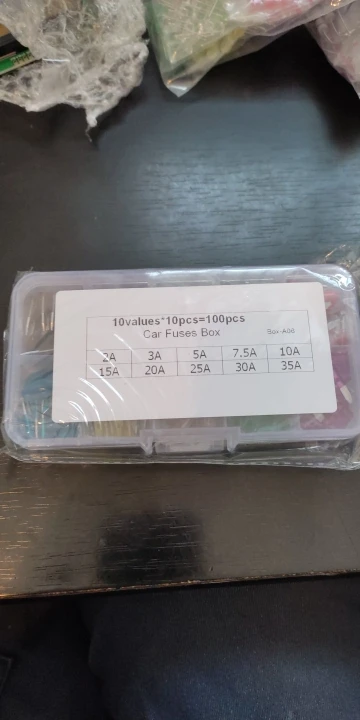 10values*10pcs=100pcs
Car Fuses Box Box-A06
2A 3A 5A 7.5A 10A
15A 20A 25A 30A 35A